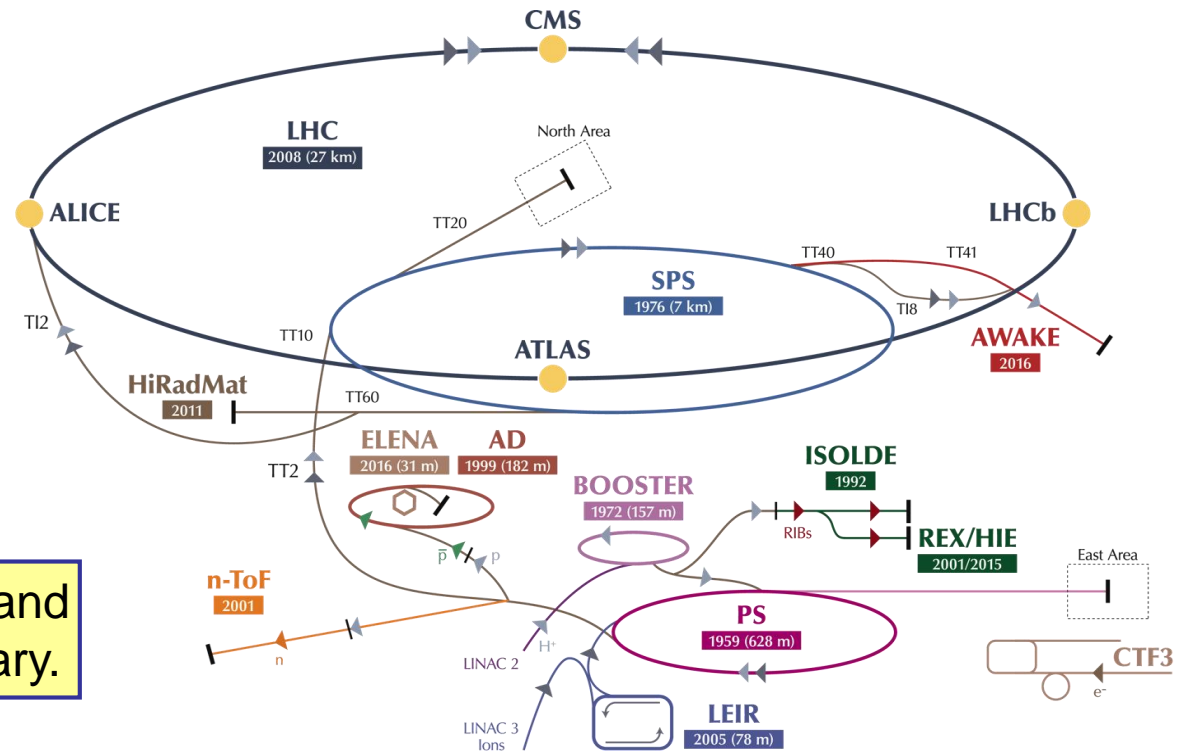 CMS
LHC
2008 (27 km)
North Area
ALICE
LHCb
TT20
TT40
TT41
SPS
1976 (7 km)
TI8
TI2
TT10
ATLAS
AWAKE
2016
HiRadMat
2011
TT60
ELENA
2016 (31 m)
AD
1999 (182 m)
TT2
ISOLDE
1992
BOOSTER
1972 (157 m)
RIBs
REX/HIE
2001/2015
East Area
p̅
p
n-ToF
2001
and
ary.
n
PS
1959 (628 m)
H⁺
LINAC 2
CTF3
e⁻
LINAC 3
Ions
LEIR
2005 (78 m)